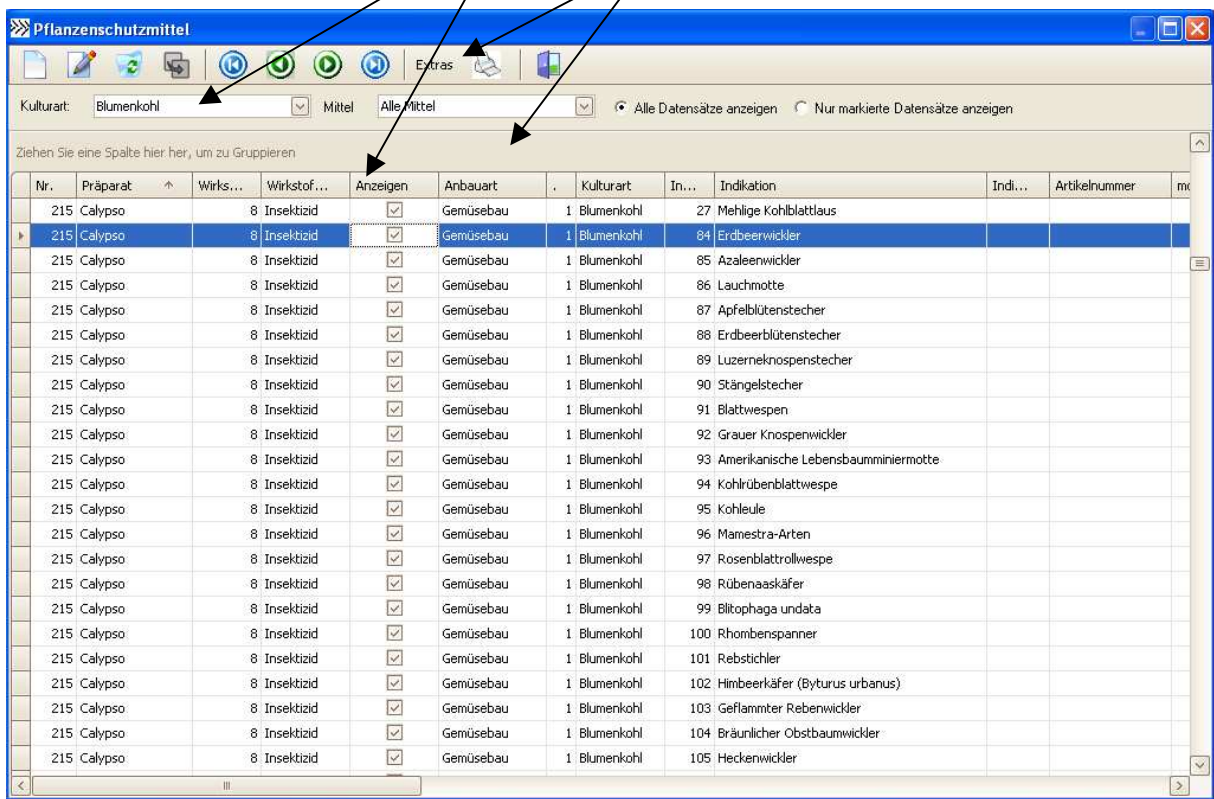 Pflanzenschutzmittel
Extras
Kulturart: Blumenkohl Mittel Alle Mittel Alle Datensätze anzeigen Nur markierte Datensätze anzeigen
Ziehen Sie eine Spalte hier her, um zu Gruppieren
Nr. Präparat Wirks... Wirkstof... Anzeigen Anbauart . Kulturart In... Indikation Indi... Artikelnummer mo
215 Calypso 8 Insektizid Gemüsebau 1 Blumenkohl 27 Mehlige Kohlblattlaus
215 Calypso 8 Insektizid Gemüsebau 1 Blumenkohl 84 Erdbeerwickler
215 Calypso 8 Insektizid Gemüsebau 1 Blumenkohl 85 Azaleenwickler
215 Calypso 8 Insektizid Gemüsebau 1 Blumenkohl 86 Lauchmotte
215 Calypso 8 Insektizid Gemüsebau 1 Blumenkohl 87 Apfelblütenstecher
215 Calypso 8 Insektizid Gemüsebau 1 Blumenkohl 88 Erdbeerblütenstecher
215 Calypso 8 Insektizid Gemüsebau 1 Blumenkohl 89 Luzerneknospenstecher
215 Calypso 8 Insektizid Gemüsebau 1 Blumenkohl 90 Stängelstecher
215 Calypso 8 Insektizid Gemüsebau 1 Blumenkohl 91 Blattwespen
215 Calypso 8 Insektizid Gemüsebau 1 Blumenkohl 92 Grauer Knospenwickler
215 Calypso 8 Insektizid Gemüsebau 1 Blumenkohl 93 Amerikanische Lebensbaumminiermotte
215 Calypso 8 Insektizid Gemüsebau 1 Blumenkohl 94 Kohlrübenblattwespe
215 Calypso 8 Insektizid Gemüsebau 1 Blumenkohl 95 Kohleule
215 Calypso 8 Insektizid Gemüsebau 1 Blumenkohl 96 Mamestra-Arten
215 Calypso 8 Insektizid Gemüsebau 1 Blumenkohl 97 Rosenblattrollwespe
215 Calypso 8 Insektizid Gemüsebau 1 Blumenkohl 98 Rübenaaskäfer
215 Calypso 8 Insektizid Gemüsebau 1 Blumenkohl 99 Blitophaga undata
215 Calypso 8 Insektizid Gemüsebau 1 Blumenkohl 100 Rhombenspanner
215 Calypso 8 Insektizid Gemüsebau 1 Blumenkohl 101 Rebstichler
215 Calypso 8 Insektizid Gemüsebau 1 Blumenkohl 102 Himbeerkäfer (Byturus urbanus)
215 Calypso 8 Insektizid Gemüsebau 1 Blumenkohl 103 Geflammter Rebenwickler
215 Calypso 8 Insektizid Gemüsebau 1 Blumenkohl 104 Bräunlicher Obstbaumwickler
215 Calypso 8 Insektizid Gemüsebau 1 Blumenkohl 105 Heckenwickler